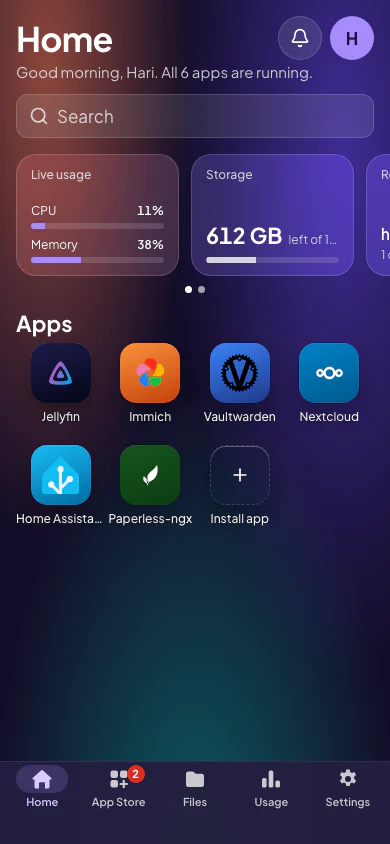 Home
H
Good morning, Hari. All 6 apps are running.
Search
Live usage
CPU 11%
Memory 38%
Storage
612 GB left of 1...
Apps
Jellyfin
Immich
Vaultwarden
Nextcloud
Home Assista...
Paperless-ngx
Install app
2
Home
App Store
Files
Usage
Settings